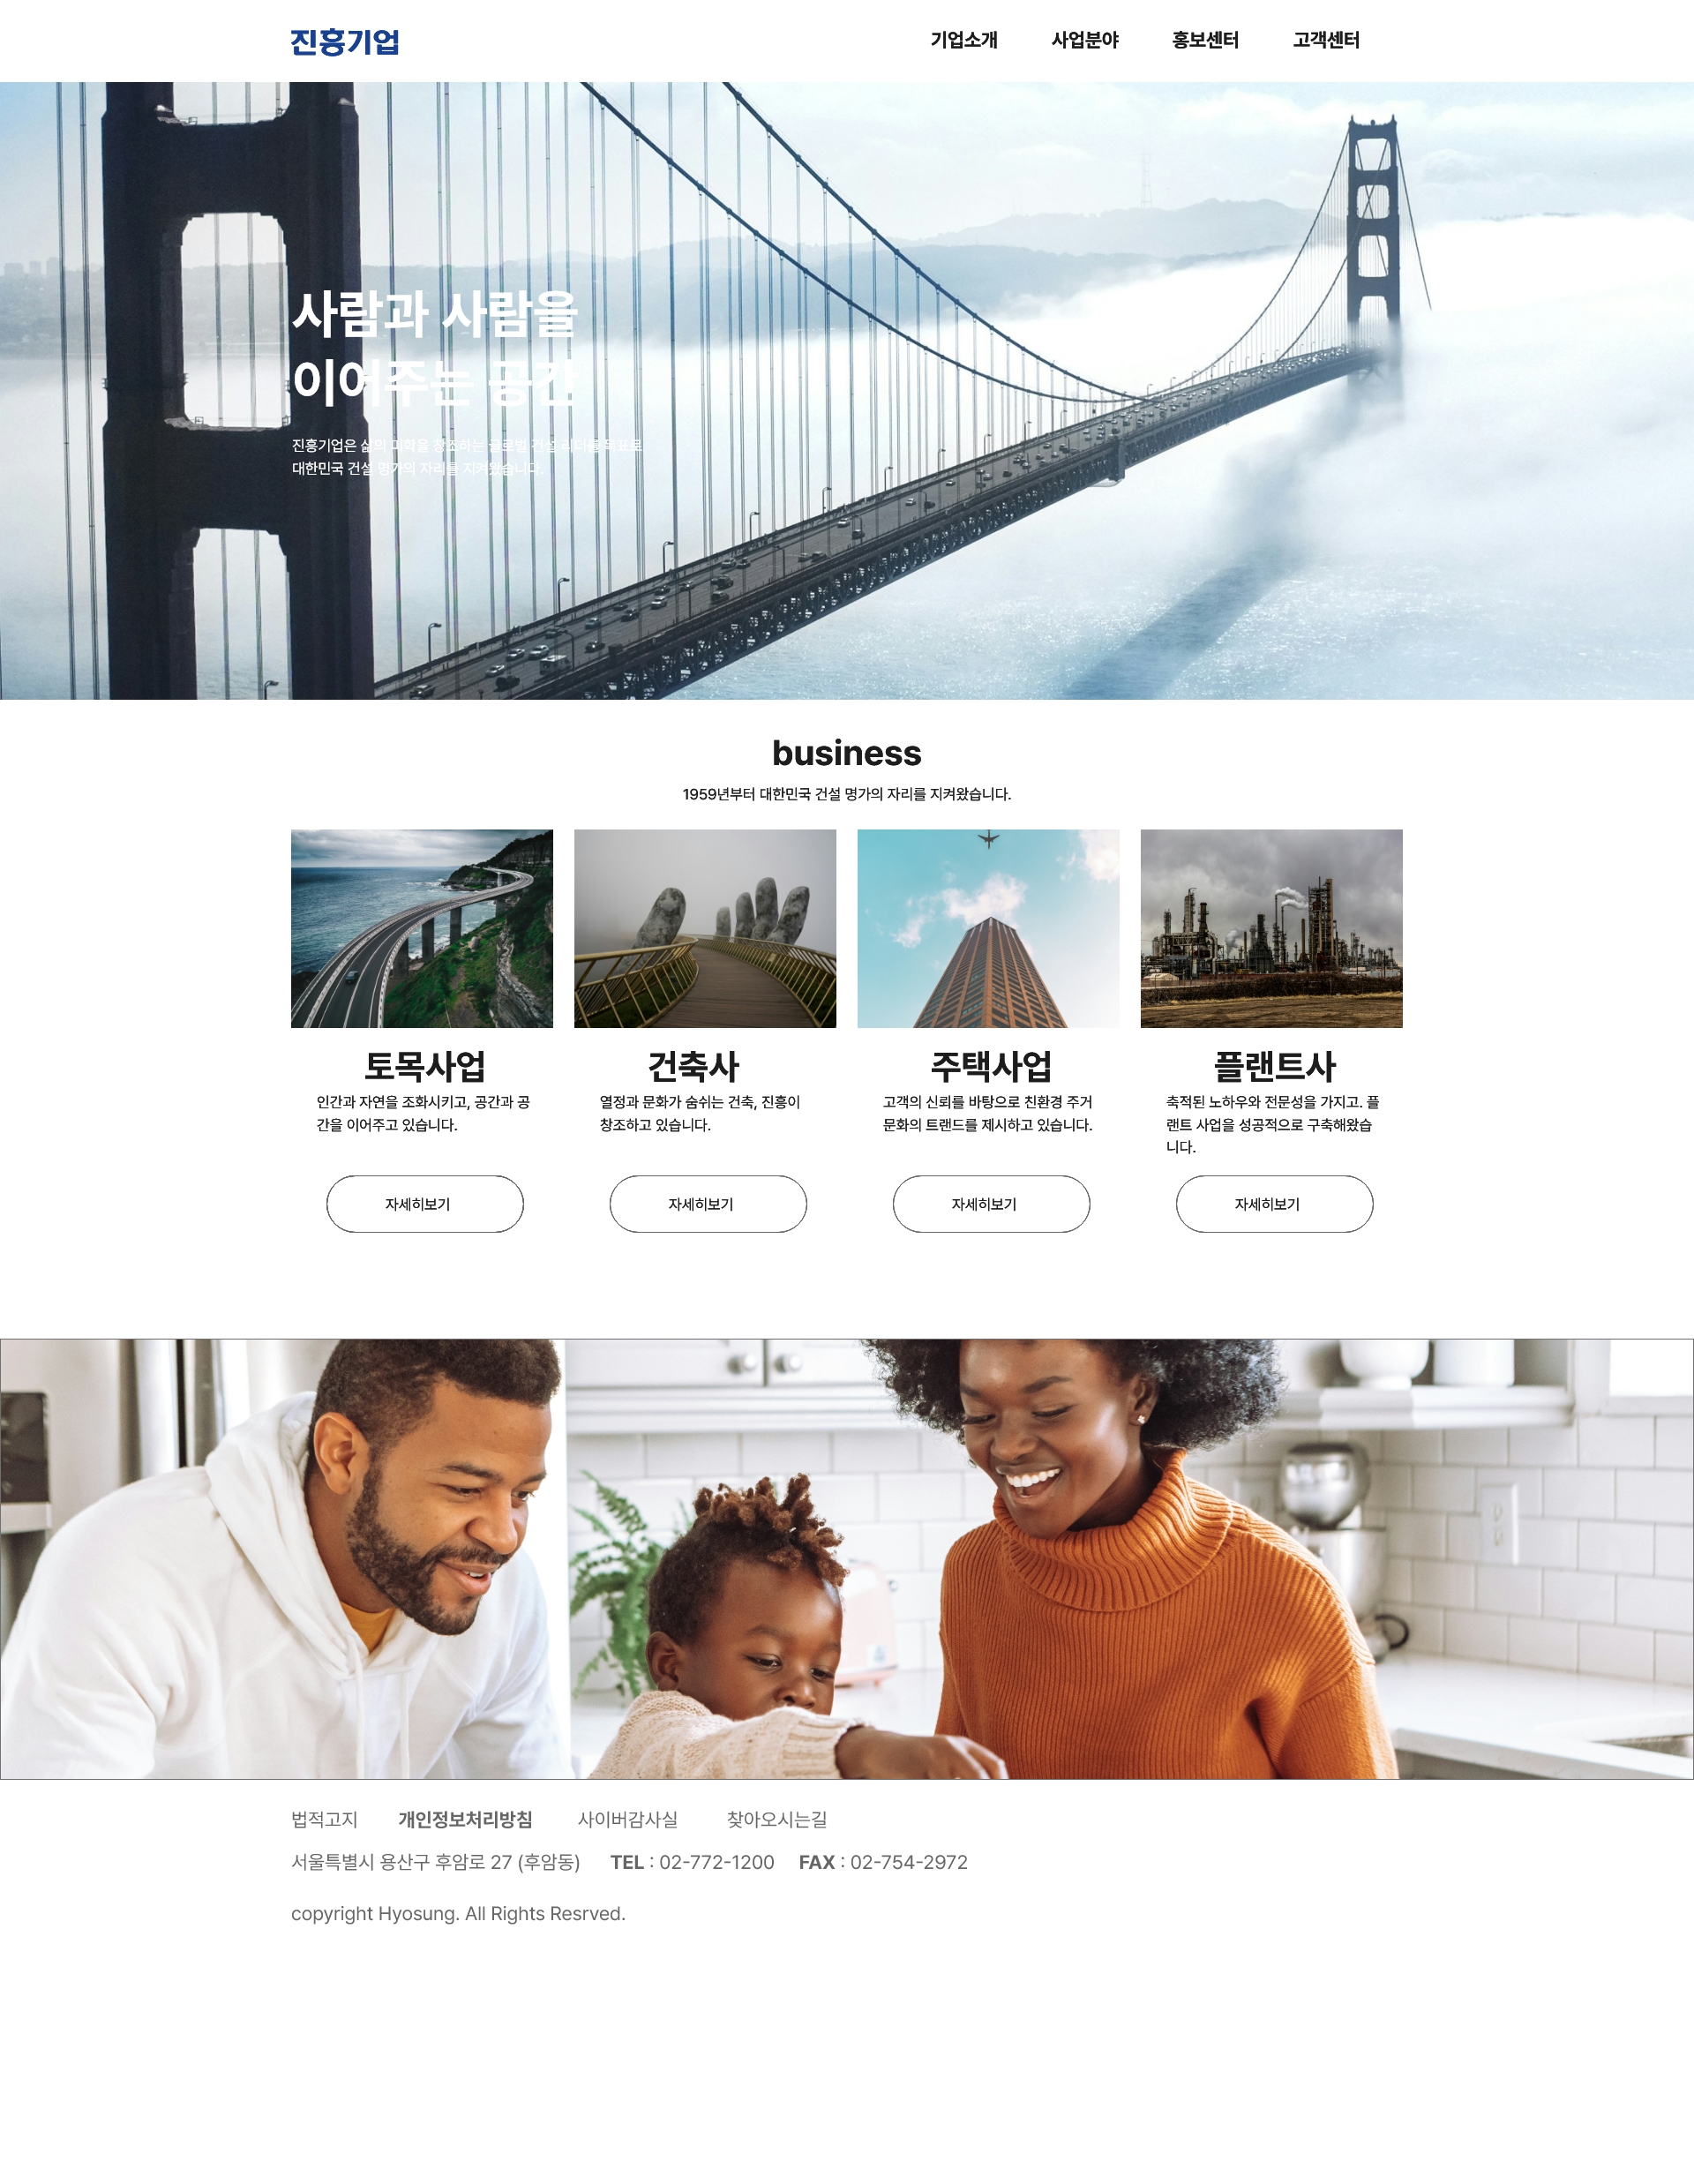 진흥기업
기업소개 사업분야 홍보센터 고객센터
사람과 사람을
이어주는 공간
진흥기업은 삶의 미학을 창조하는 글로벌 건설 리더를 목표로
대한민국 건설 명가의 자리를 지켜왔습니다.
business
1959년부터 대한민국 건설 명가의 자리를 지켜왔습니다.
토목사업
인간과 자연을 조화시키고, 공간과 공
간을 이어주고 있습니다.
자세히보기
건축사
열정과 문화가 숨쉬는 건축, 진흥이
창조하고 있습니다.
자세히보기
주택사업
고객의 신뢰를 바탕으로 친환경 주거
문화의 트랜드를 제시하고 있습니다.
자세히보기
플랜트사
축적된 노하우와 전문성을 가지고. 플
랜트 사업을 성공적으로 구축해왔습
니다.
자세히보기
법적고지 개인정보처리방침 사이버감사실 찾아오시는길
서울특별시 용산구 후암로 27 (후암동) TEL : 02-772-1200 FAX : 02-754-2972
copyright Hyosung. All Rights Resrved.